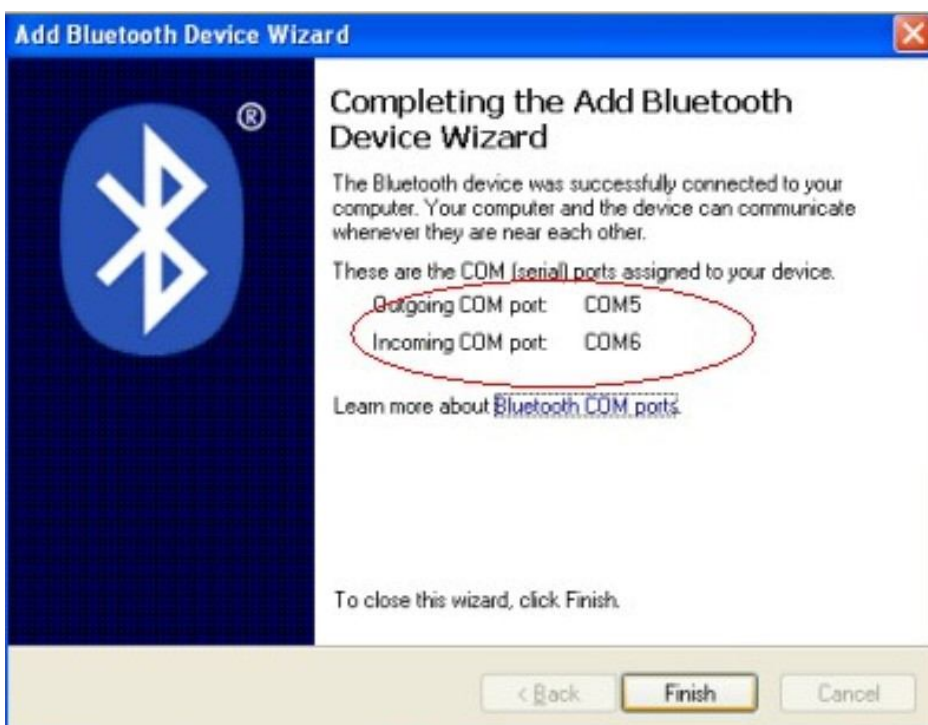 Add Bluetooth Device Wizard
®
Completing the Add Bluetooth
Device Wizard
The Bluetooth device was successfully connected to your
computer. Your computer and the device can communicate
whenever they are near each other.
These are the COM (serial) ports assigned to your device.
Outgoing COM port: COM5
Incoming COM port: COM6
Learn more about Bluetooth COM ports.
To close this wizard, click Finish.
< Back Finish Cancel